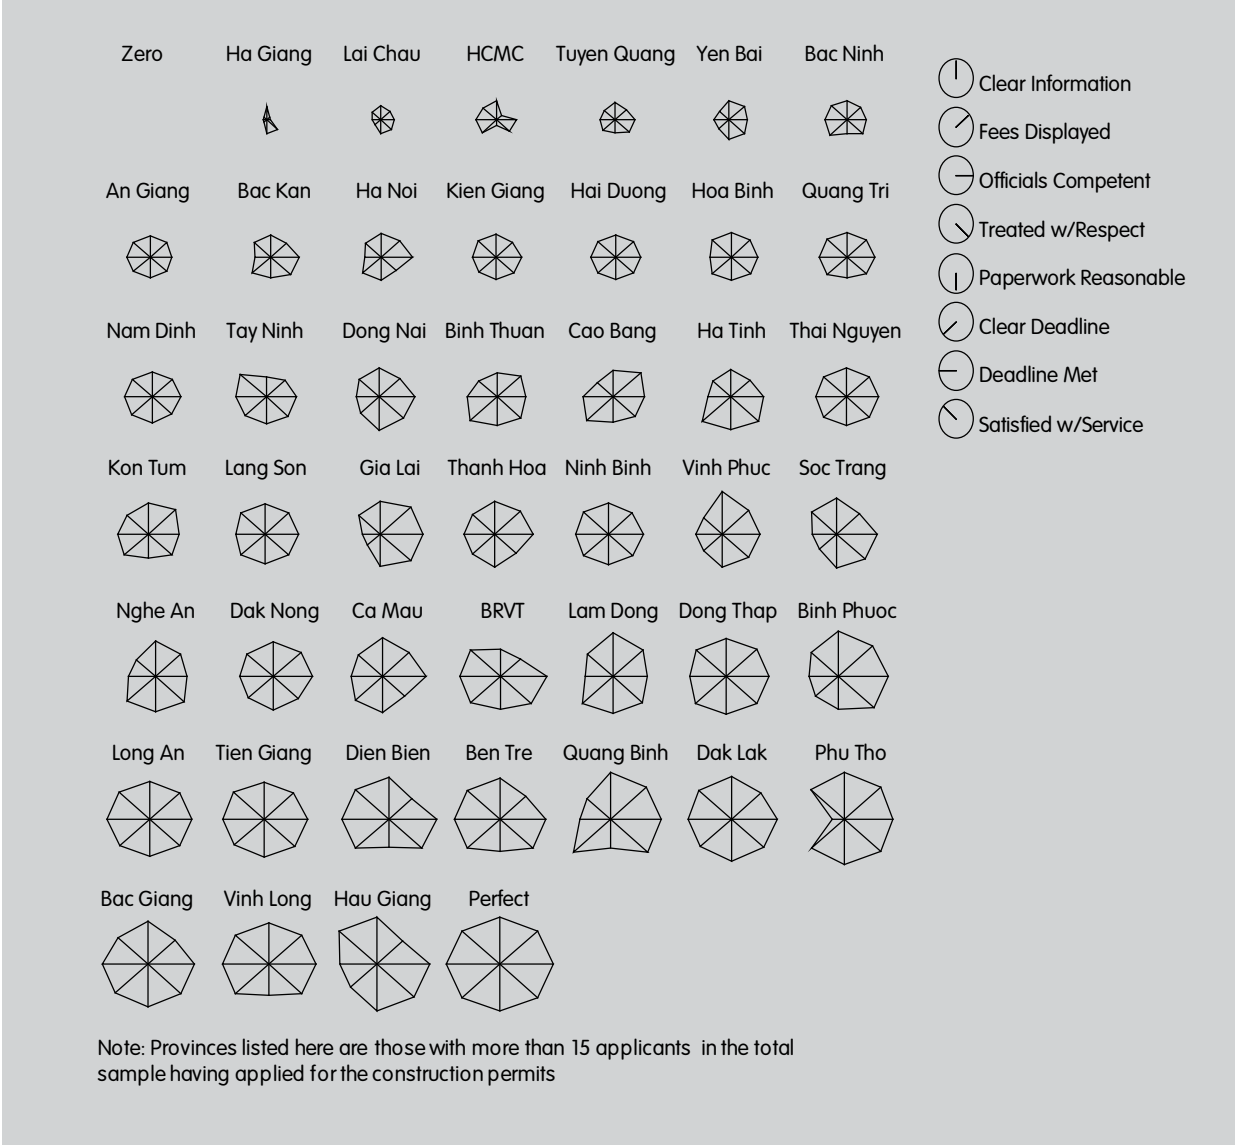 Zero Ha Giang Lai Chau HCMC Tuyen Quang Yen Bai Bac Ninh
Clear Information
Fees Displayed
Officials Competent
Treated w/Respect
Paperwork Reasonable
Clear Deadline
Deadline Met
Satisfied w/Service
An Giang Bac Kan Ha Noi Kien Giang Hai Duong Hoa Binh Quang Tri
Nam Dinh Tay Ninh Dong Nai Binh Thuan Cao Bang Ha Tinh Thai Nguyen
Kon Tum Lang Son Gia Lai Thanh Hoa Ninh Binh Vinh Phuc Soc Trang
Nghe An Dak Nong Ca Mau BRVT Lam Dong Dong Thap Binh Phuoc
Long An Tien Giang Dien Bien Ben Tre Quang Binh Dak Lak Phu Tho
Bac Giang Vinh Long Hau Giang Perfect
Note: Provinces listed here are those with more than 15 applicants in the total
sample having applied for the construction permits